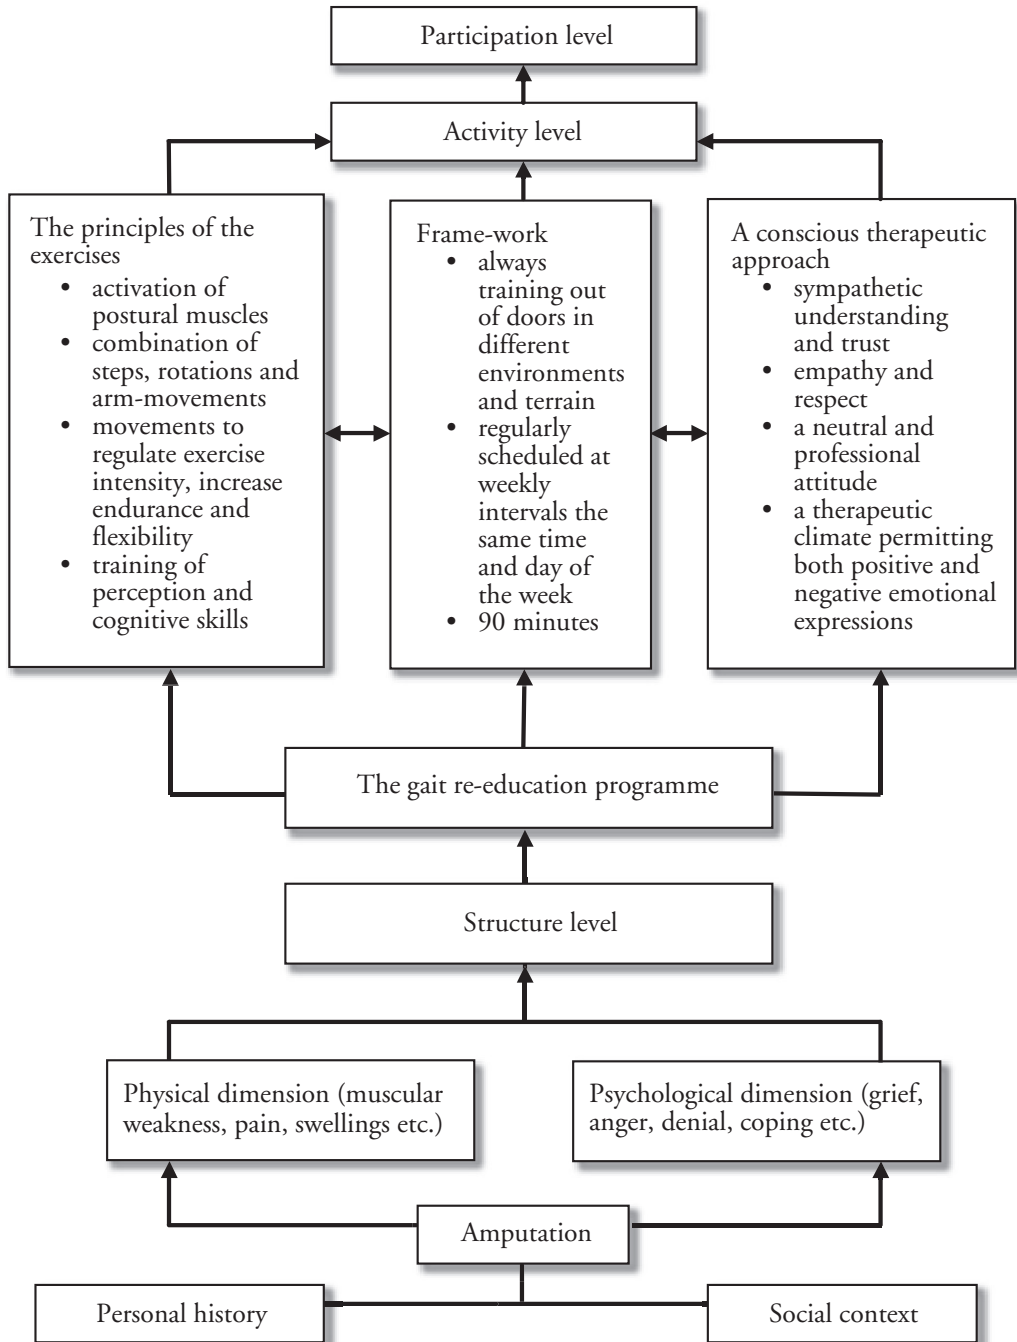 Participation level
Activity level
The principles of the
exercises
• activation of
postural muscles
• combination of
steps, rotations and
arm-movements
• movements to
regulate exercise
intensity, increase
endurance and
flexibility
• training of
perception and
cognitive skills
Frame-work
• always
training out
of doors in
different
environments
and terrain
• regularly
scheduled at
weekly
intervals the
same time
and day of
the week
• 90 minutes
A conscious therapeutic
approach
• sympathetic
understanding
and trust
• empathy and
respect
• a neutral and
professional
attitude
• a therapeutic
climate permitting
both positive and
negative emotional
expressions
The gait re-education programme
Structure level
Physical dimension (muscular
weakness, pain, swellings etc.)
Psychological dimension (grief,
anger, denial, coping etc.)
Amputation
Personal history
Social context